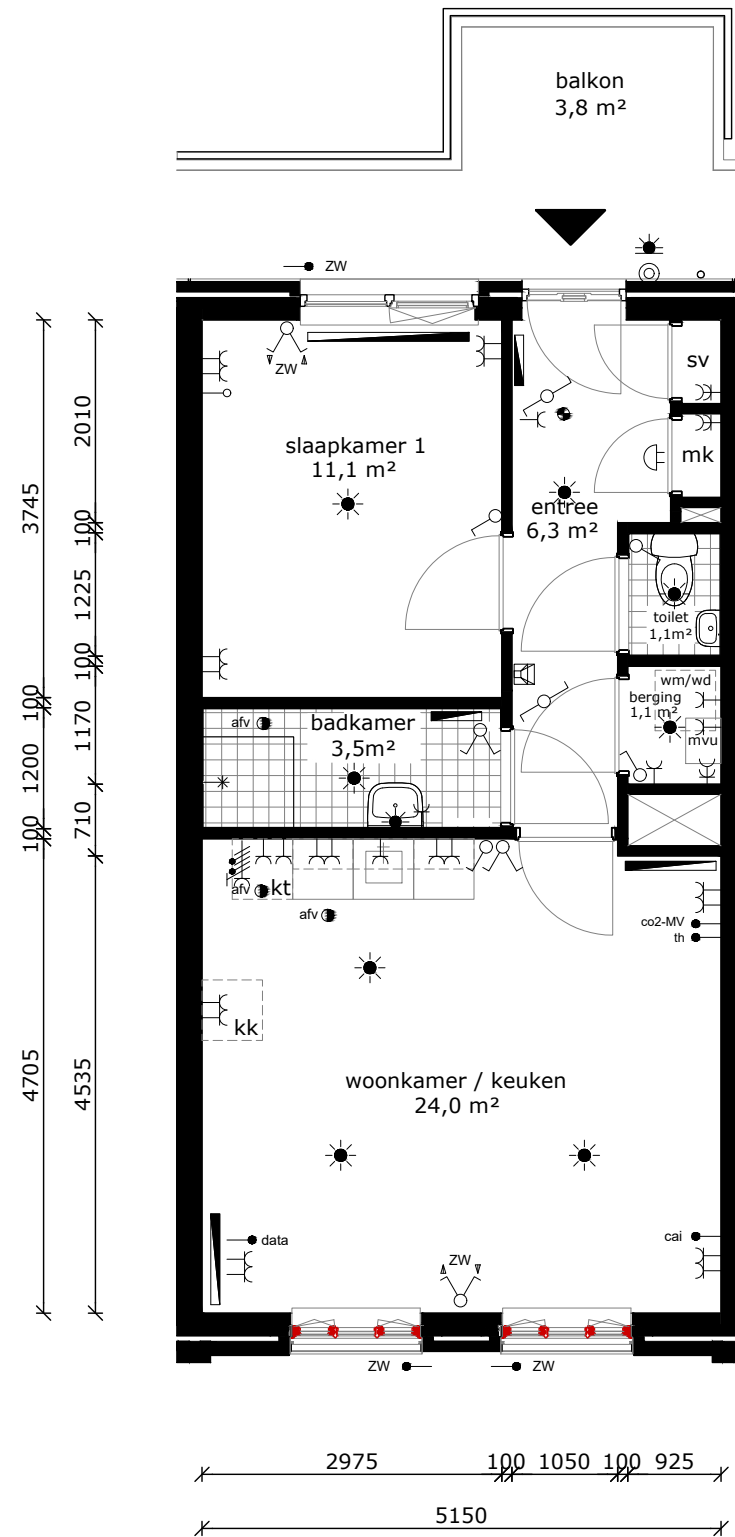 balkon
3,8 m²
ZW
ZW
sv
mk
slaapkamer 1
11,1 m²
entree
6,3 m²
toilet
1,1m²
wm/wd
berging
1,1 m²
mvu
afv
badkamer
3,5m²
afv
kt
afv
co2-MV
th
kk
woonkamer / keuken
24,0 m²
data
cai
ZW
ZW
ZW
3745
100
1200
100
4705
2010
100
1225
100
1170
710
4535
2975
100
1050
100
925
5150